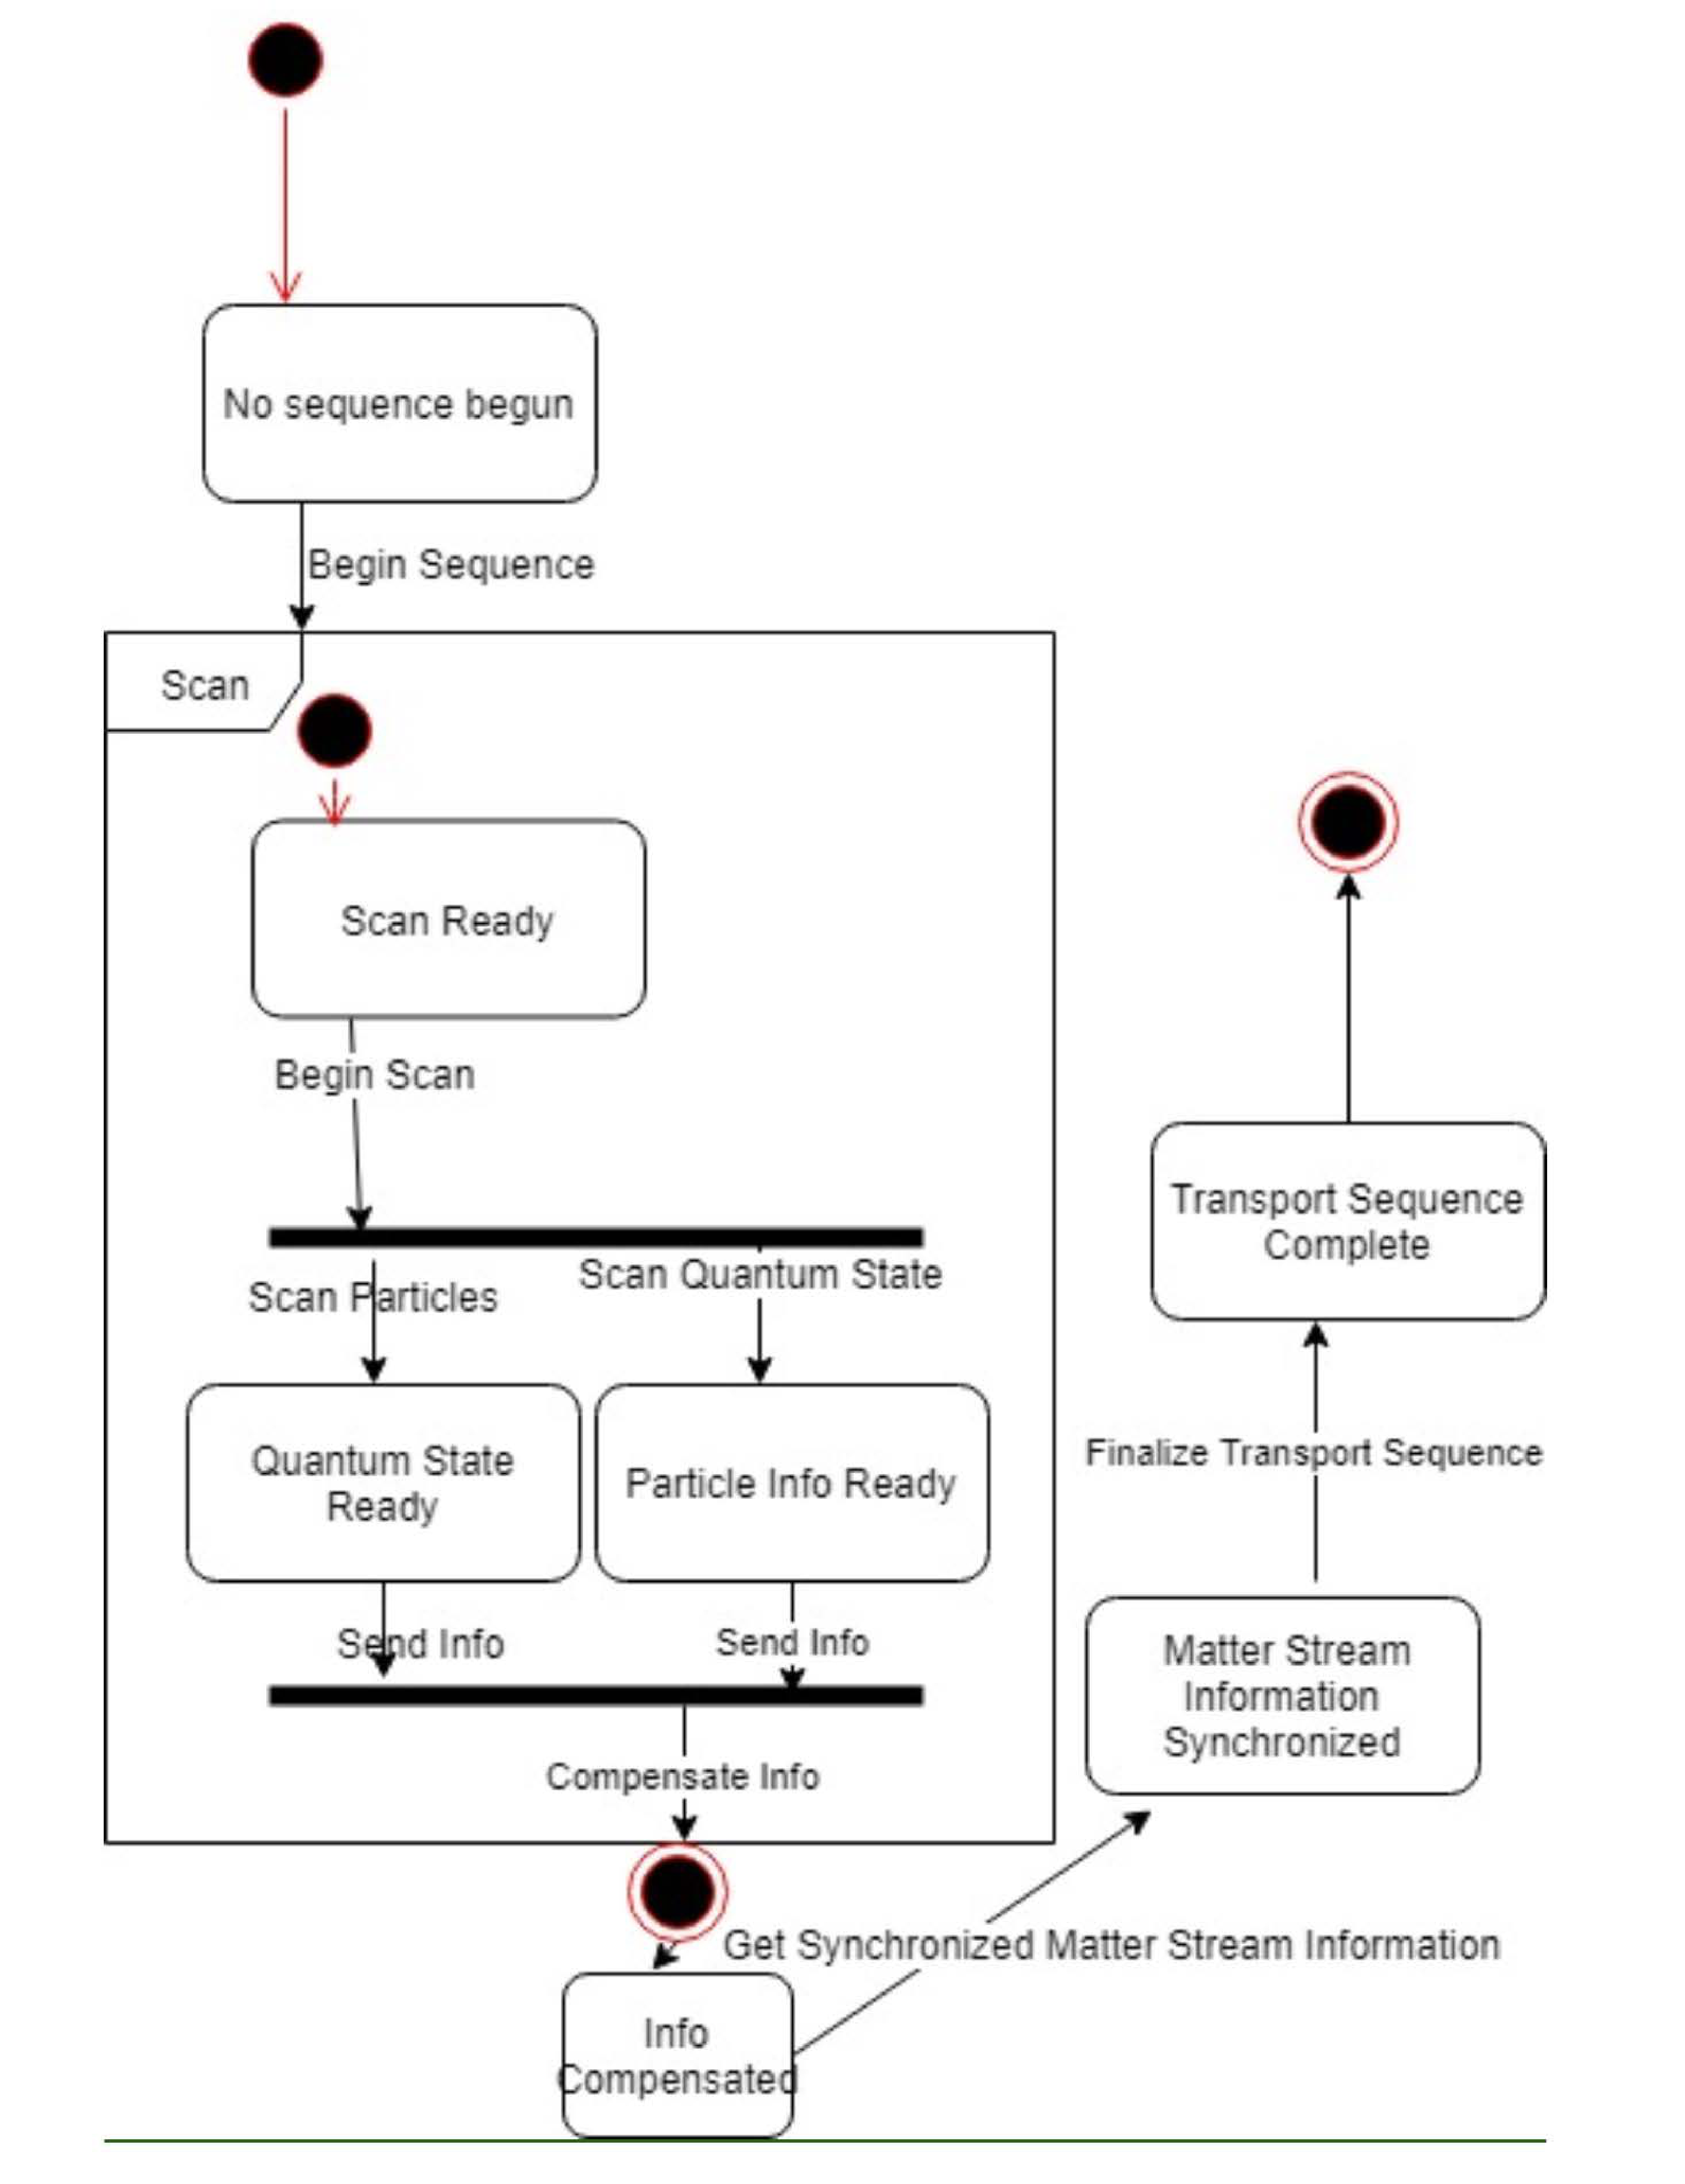 No sequence begun
Begin Sequence
Scan
Scan Ready
Begin Scan
Scan Particles
Scan Quantum State
Quantum State
Ready
Particle Info Ready
Send Info
Send Info
Compensate Info
Info
Compensated
Get Synchronized Matter Stream Information
Matter Stream
Information
Synchronized
Finalize Transport Sequence
Transport Sequence
Complete